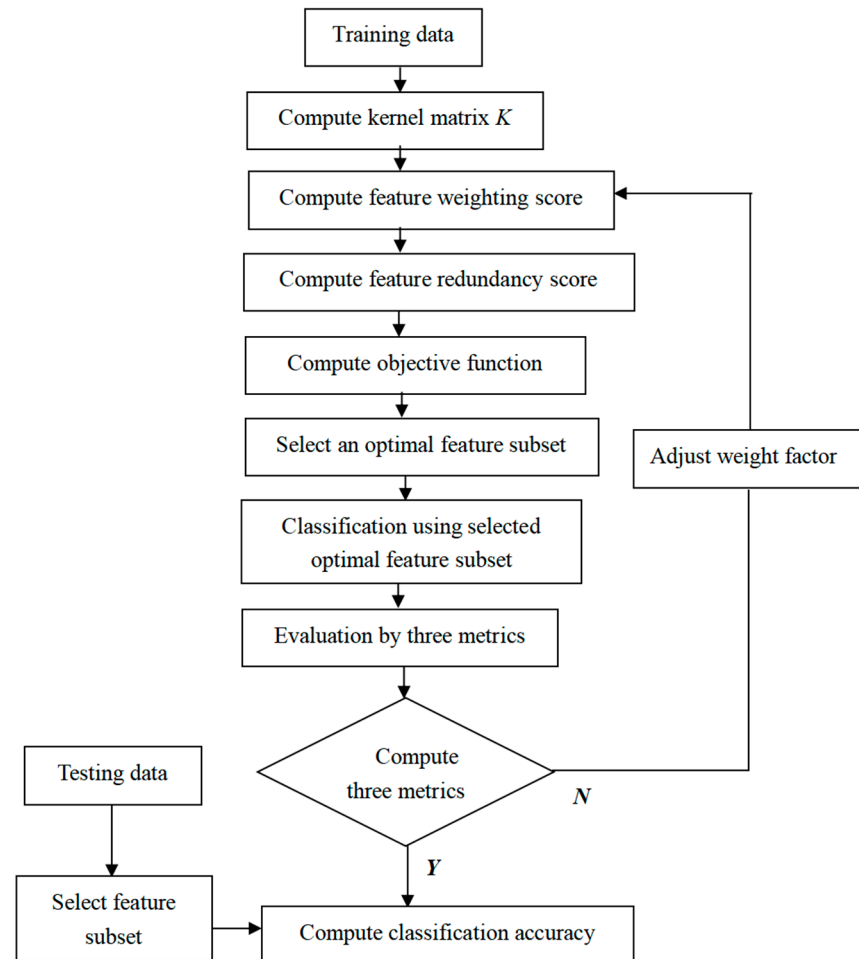 Training data
Compute kernel matrix K
Compute feature weighting score
Compute feature redundancy score
Compute objective function
Select an optimal feature subset
Adjust weight factor
Classification using selected
optimal feature subset
Evaluation by three metrics
Compute
three metrics
N
Testing data
Y
Select feature
subset
Compute classification accuracy